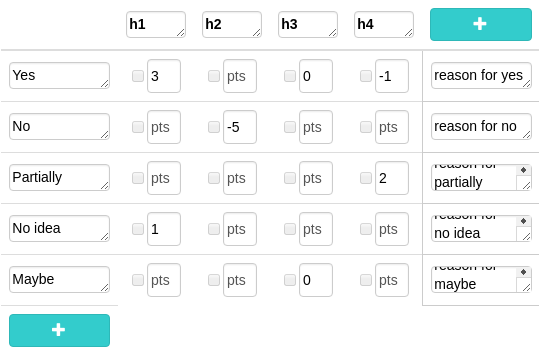 h1 h2 h3 h4 +
Yes 3 pts 0 -1 reason for yes
No pts -5 pts pts reason for no
reason for
Partially pts pts pts 2 partially
reason for
No idea 1 pts pts pts no idea
reason for
Maybe pts pts 0 pts maybe
+